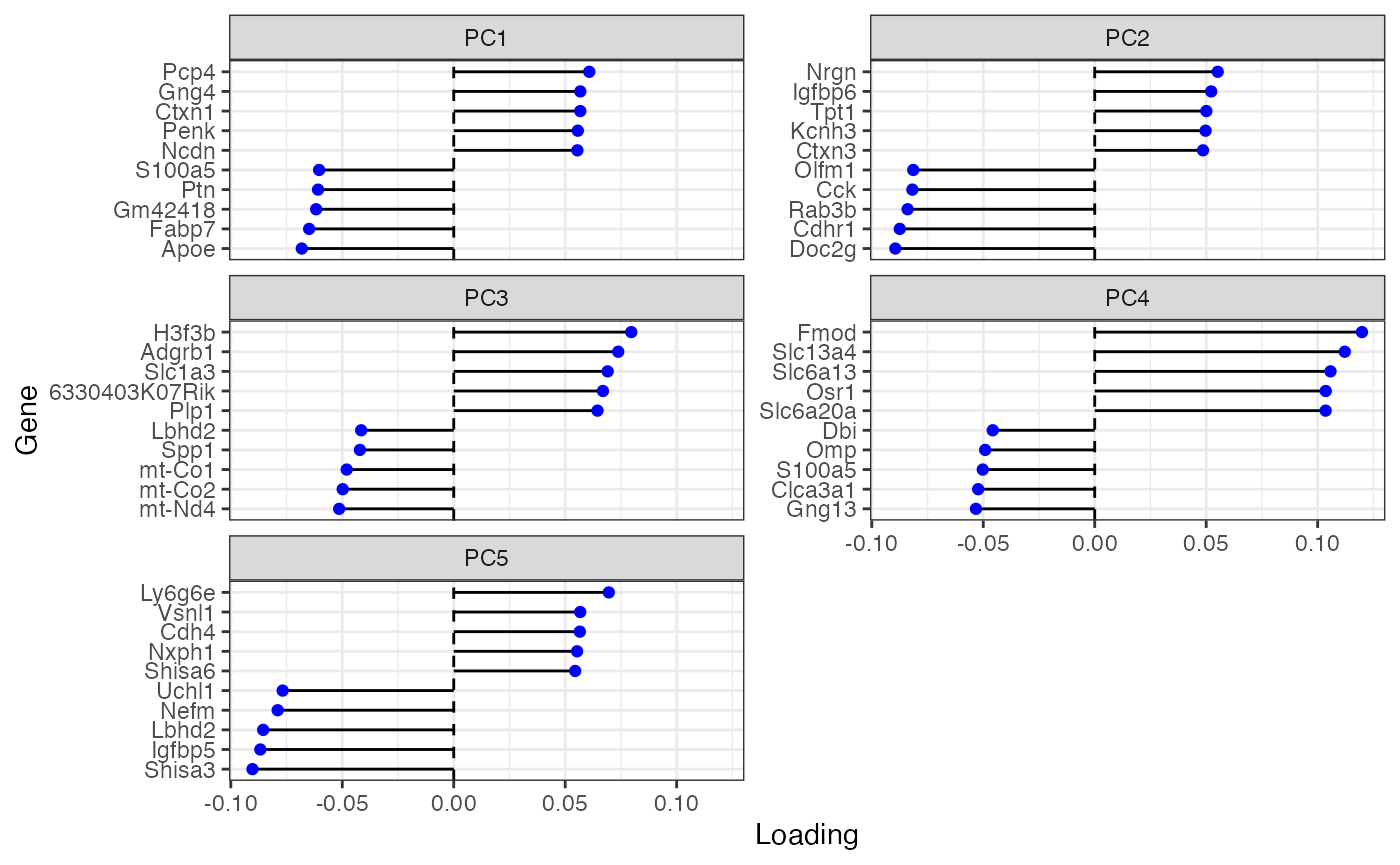 PC1
Pcp4
Gng4
Ctxn1
Penk
Ncdn
S100a5
Ptn
Gm42418
Fabp7
Apoe
PC2
Nrgn
Igfbp6
Tpt1
Kcnh3
Ctxn3
Olfm1
Cck
Rab3b
Cdhr1
Doc2g
PC3
H3f3b
Adgrb1
Slc1a3
6330403K07Rik
Plp1
Lbhd2
Spp1
mt-Co1
mt-Co2
mt-Nd4
PC4
Fmod
Slc13a4
Slc6a13
Osr1
Slc6a20a
Dbi
Omp
S100a5
Clca3a1
Gng13
-0.10 -0.05 0.00 0.05 0.10
PC5
Ly6g6e
Vsnl1
Cdh4
Nxph1
Shisa6
Uchl1
Nefm
Lbhd2
Igfbp5
Shisa3
-0.10 -0.05 0.00 0.05 0.10
Gene
Loading